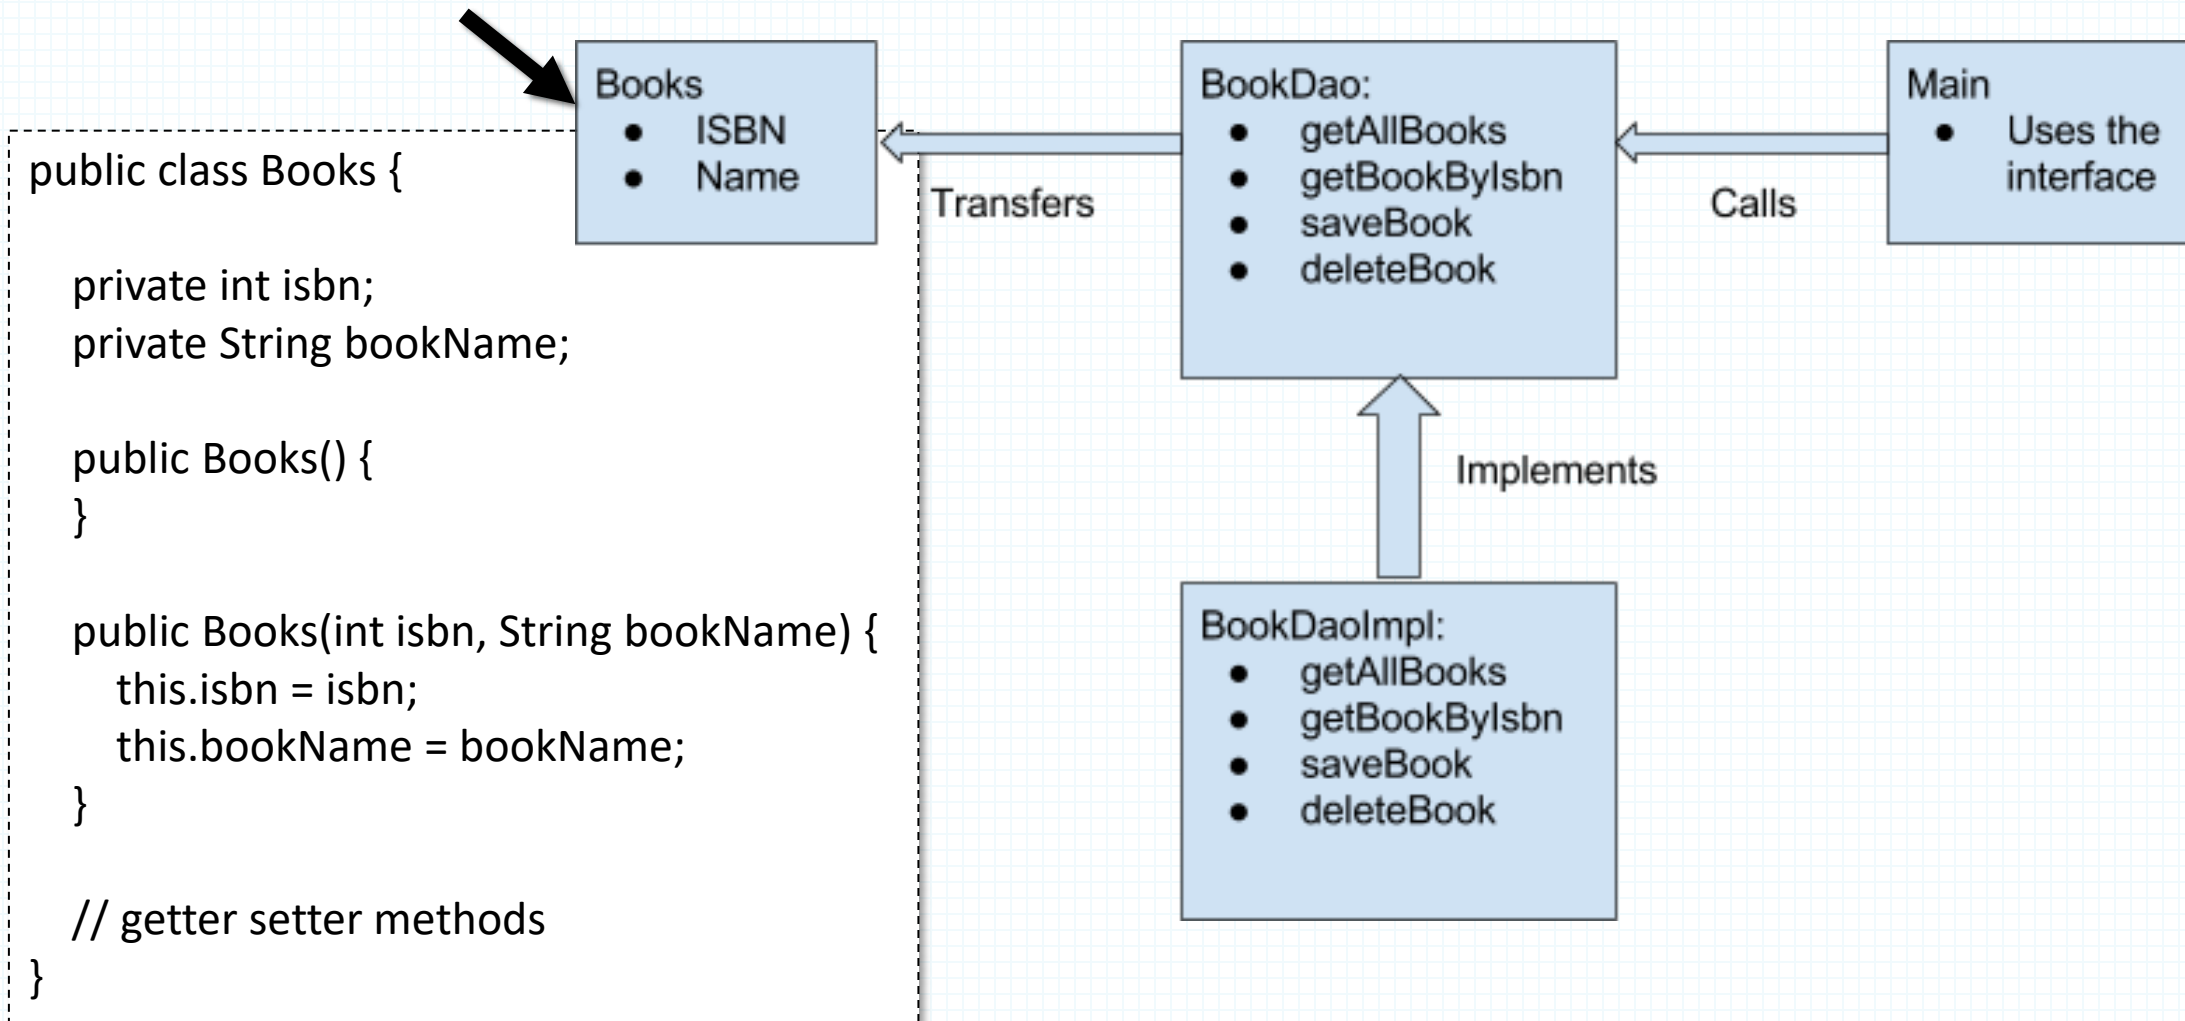 Books
● ISBN
● Name
public class Books {
private int isbn;
private String bookName;
public Books() {
}
public Books(int isbn, String bookName) {
this.isbn = isbn;
this.bookName = bookName;
}
// getter setter methods
}
Transfers
BookDao:
● getAllBooks
● getBookByIsbn
● saveBook
● deleteBook
Calls
Main
● Uses the
interface
Implements
BookDaoImpl:
● getAllBooks
● getBookByIsbn
● saveBook
● deleteBook